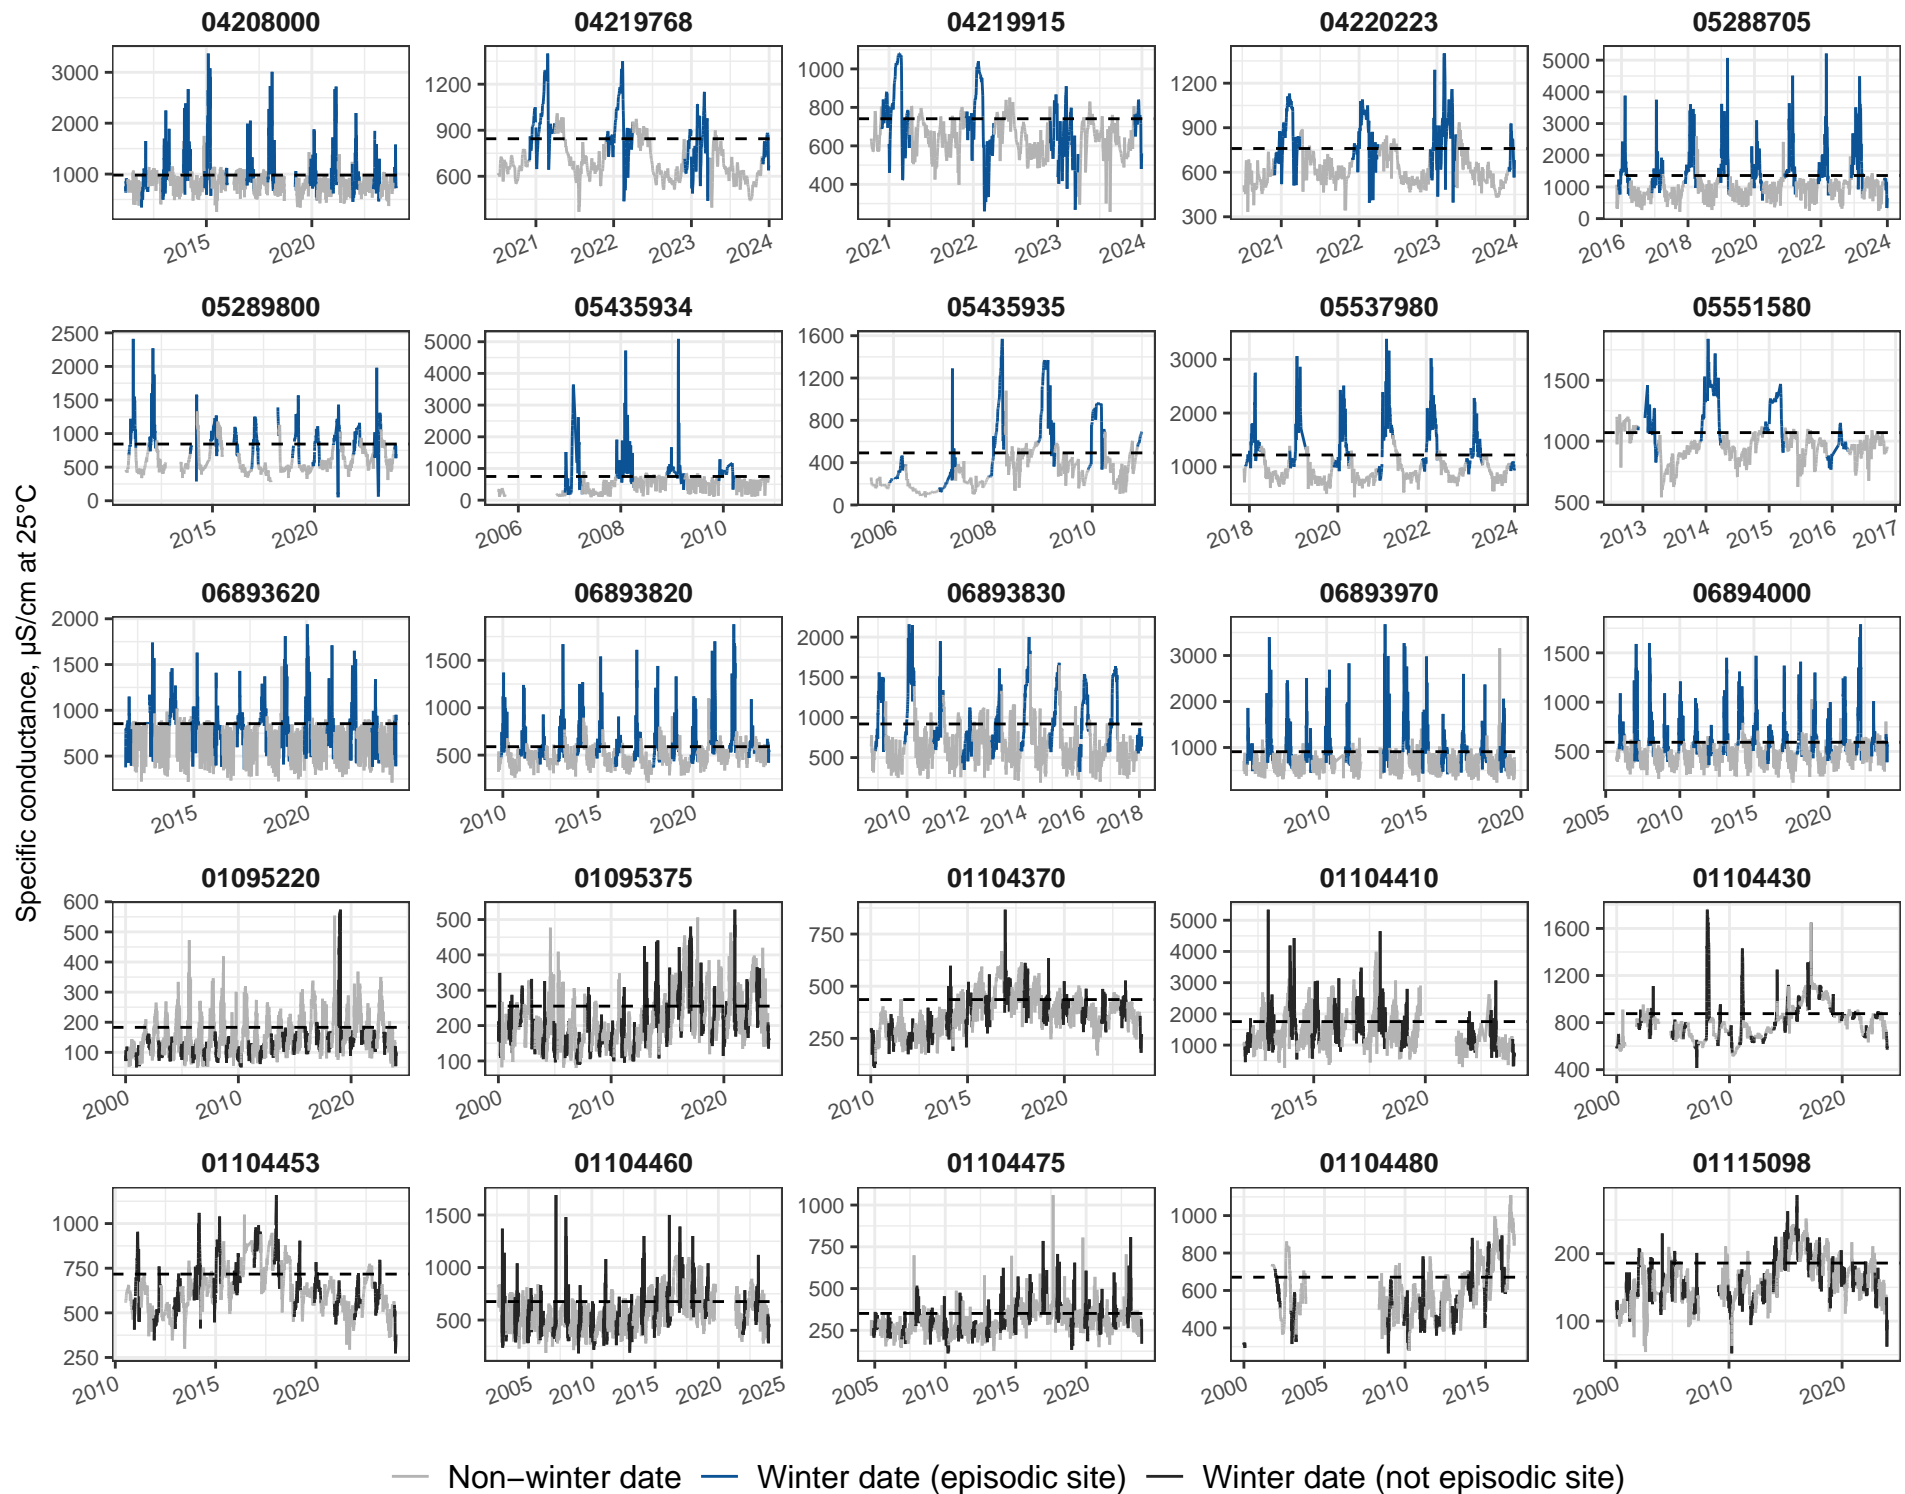 04208000 04219768 04219915 04220223 05288705
3000 2000 1000
2015 2020
1200 900 600
2021 2022 2023 2024
1000 800 600 400
2021 2022 2023 2024
1200 900 600 300
2021 2022 2023 2024
5000 4000 3000 2000 1000 0
2016 2018 2020 2022 2024
05289800 05435934 05435935 05537980 05551580
2500 2000 1500 1000 500 0
2015 2020
5000 4000 3000 2000 1000 0
2006 2008 2010
1600 1200 800 400 0
2006 2008 2010
3000 2000 1000
2018 2020 2022 2024
1500 1000 500
2013 2014 2015 2016 2017
Specific conductance, µS/cm at 25°C
06893620 06893820 06893830 06893970 06894000
2000 1500 1000 500
2015 2020
1500 1000 500
2010 2015 2020
2000 1500 1000 500
2010 2012 2014 2016 2018
3000 2000 1000
2010 2015 2020
1500 1000 500
2005 2010 2015 2020
01095220 01095375 01104370 01104410 01104430
600 500 400 300 200 100
2000 2010 2020
500 400 300 200 100
2000 2010 2020
750 500 250
2010 2015 2020
5000 4000 3000 2000 1000
2015 2020
1600 1200 800 400
2000 2010 2020
01104453 01104460 01104475 01104480 01115098
1000 750 500 250
2010 2015 2020
1500 1000 500
2005 2010 2015 2020 2025
1000 750 500 250
2005 2010 2015 2020
1000 800 600 400
2000 2005 2010 2015
200 100
2000 2010 2020
Non−winter date Winter date (episodic site) Winter date (not episodic site)